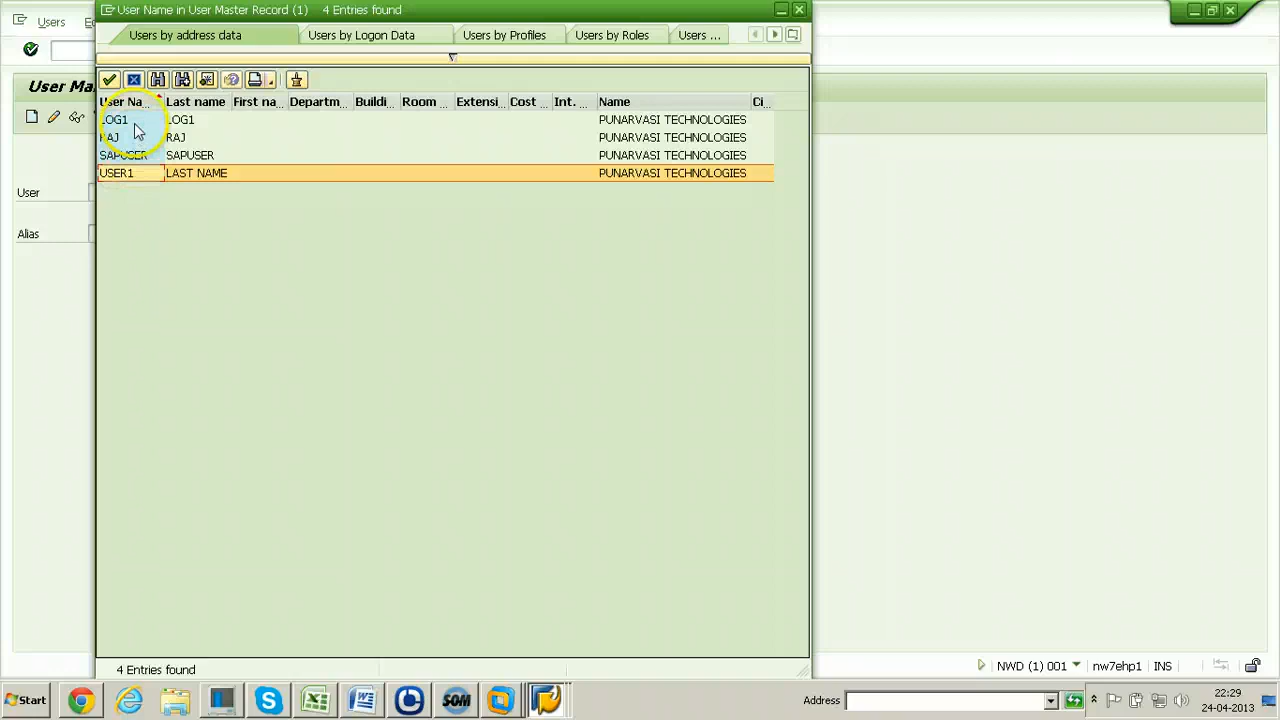 User Name in User Master Record (1) 4 Entries found
Users
Users by address data
Users by Logon Data
Users by Profiles
Users by Roles
Users ...
User Ma
User Na... Last name First na... Departm... Buildi... Room ... Extensi... Cost ... Int. ... Name Ci...
LOG1 LOG1 PUNARVASI TECHNOLOGIES
RAJ RAJ PUNARVASI TECHNOLOGIES
SAPUSER SAPUSER PUNARVASI TECHNOLOGIES
USER1 LAST NAME PUNARVASI TECHNOLOGIES
User
Alias
4 Entries found
NWD (1) 001 nw7ehp1 INS
Start
SOM
Address
22:29
24-04-2013